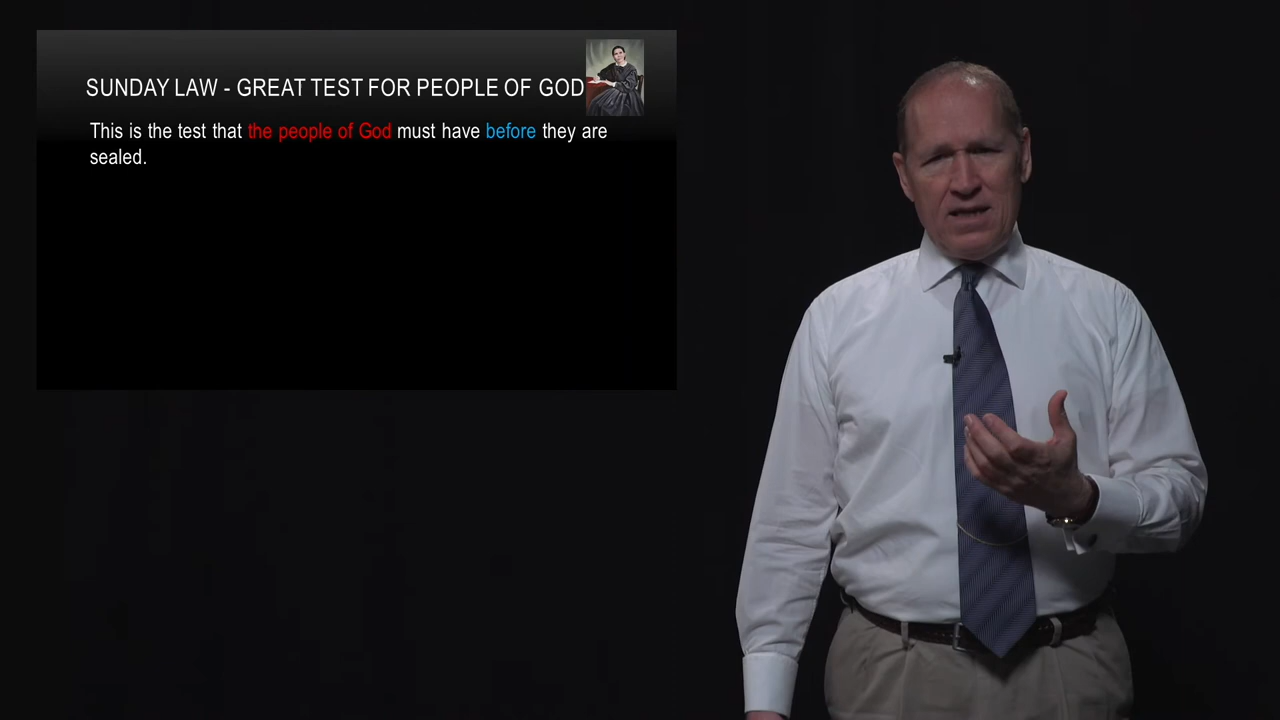 SUNDAY LAW - GREAT TEST FOR PEOPLE OF GOD
This is the test that the people of God must have before they are
sealed.